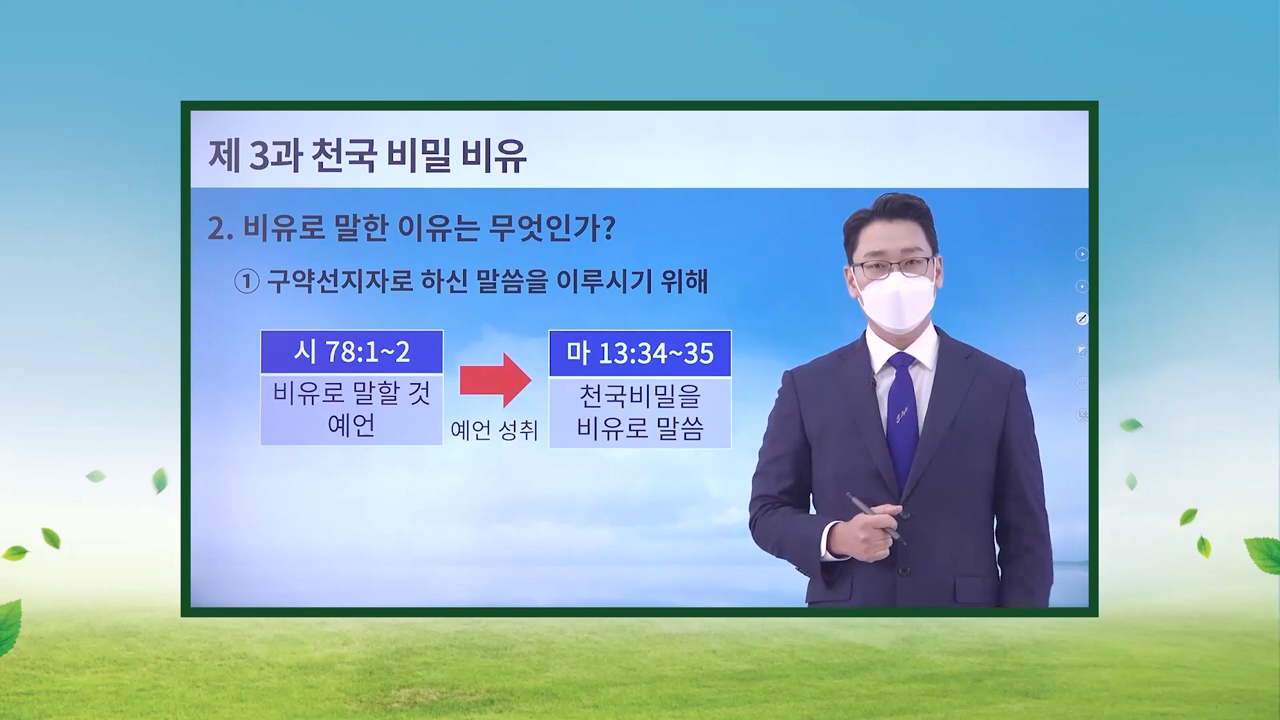 제 3과 천국 비밀 비유
2. 비유로 말한 이유는 무엇인가?
① 구약선지자로 하신 말씀을 이루시기 위해
시 78:1~2
비유로 말할 것
예언
예언 성취
마 13:34~35
천국비밀을
비유로 말씀